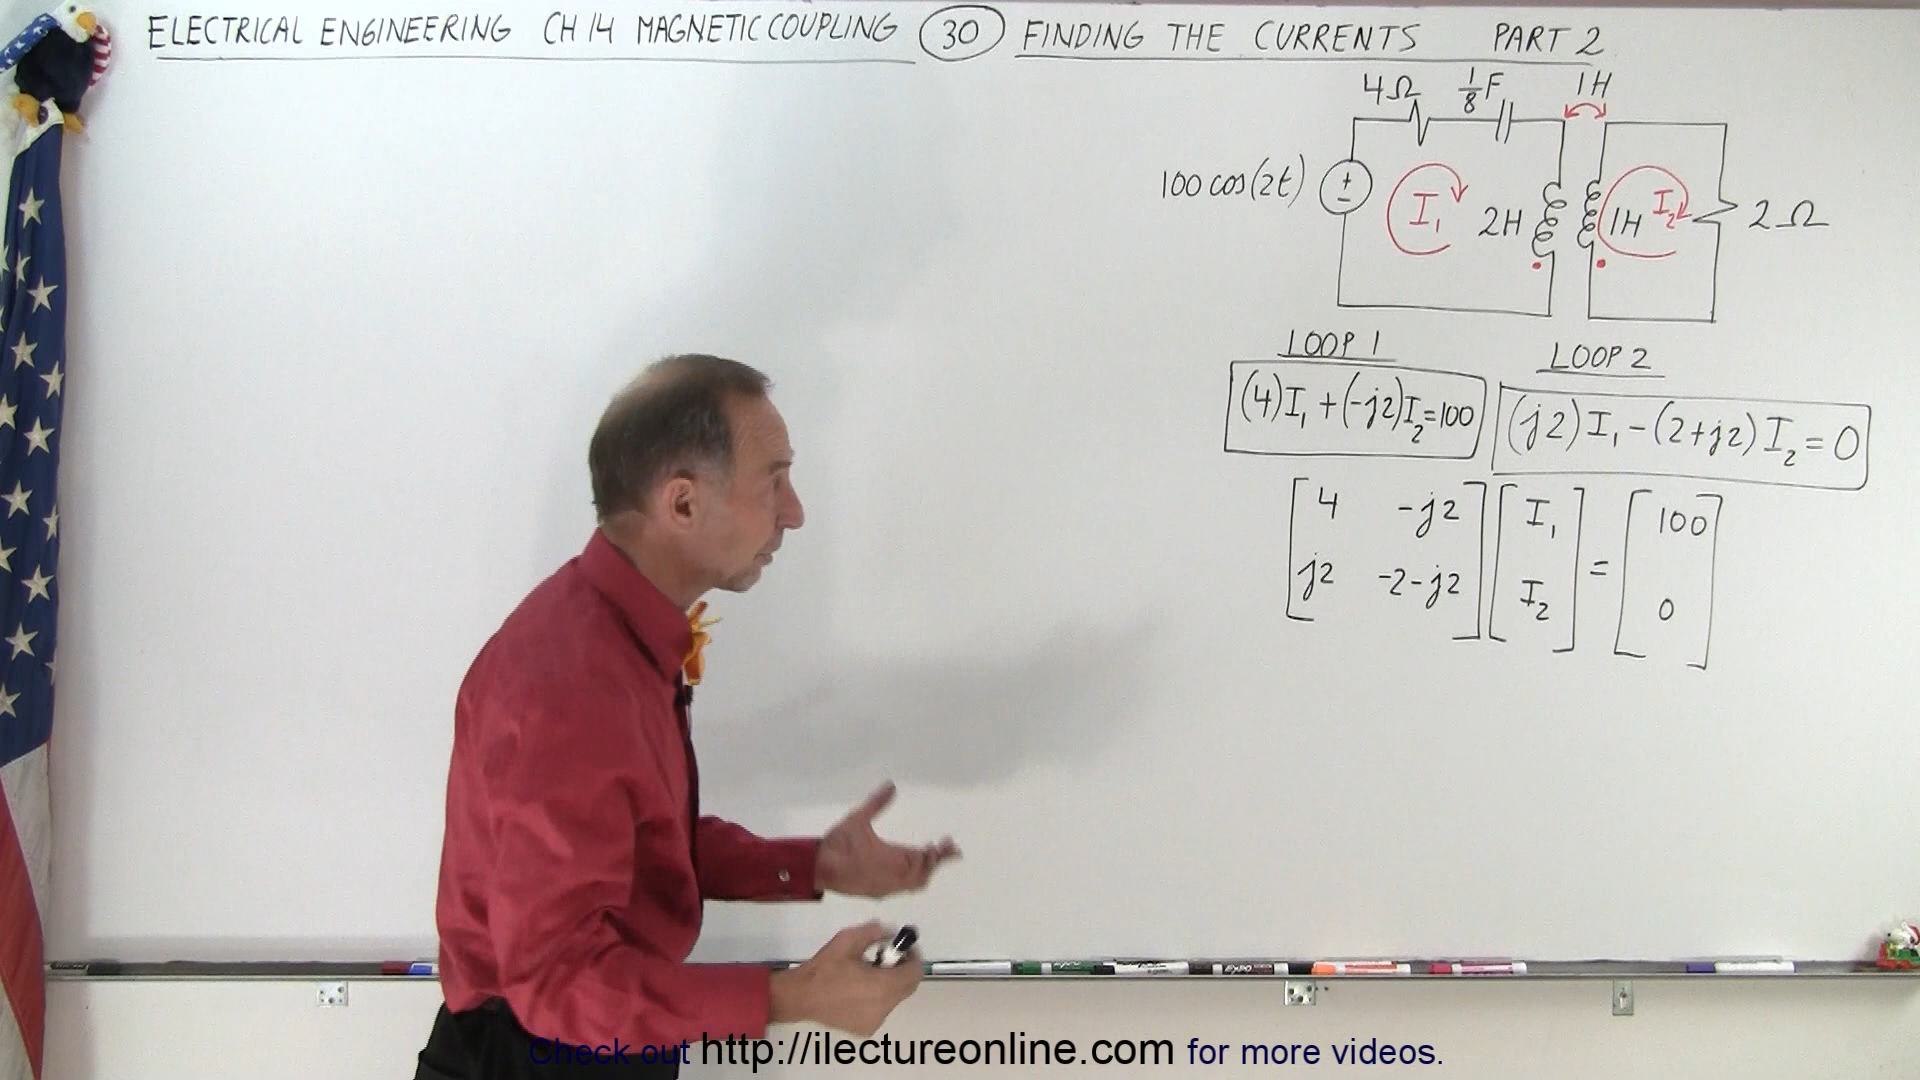 ELECTRICAL ENGINEERING CH 14 MAGNETIC COUPLING 30 FINDING THE CURRENTS PART 2
4Ω 1/8 F 1H
100 cos(2t) + − I₁ 2H 1H I₂ 2Ω
LOOP 1 LOOP 2
(4)I₁ + (-j2)I₂ = 100 (j2)I₁ - (2+j2)I₂ = 0
[4 -j2] [I₁] = [100]
[j2 -2-j2] [I₂] [0]
Check out http://ilectureonline.com for more videos.